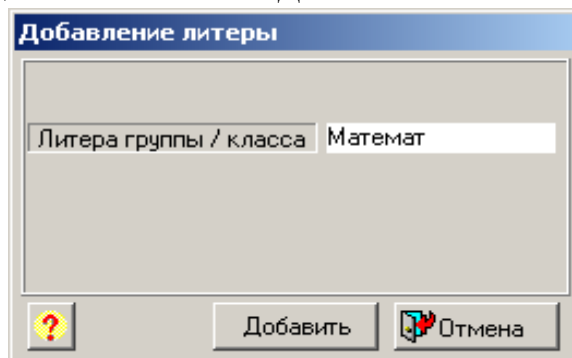 Добавление литеры
Литера группы / класса Математ
? Добавить Отмена